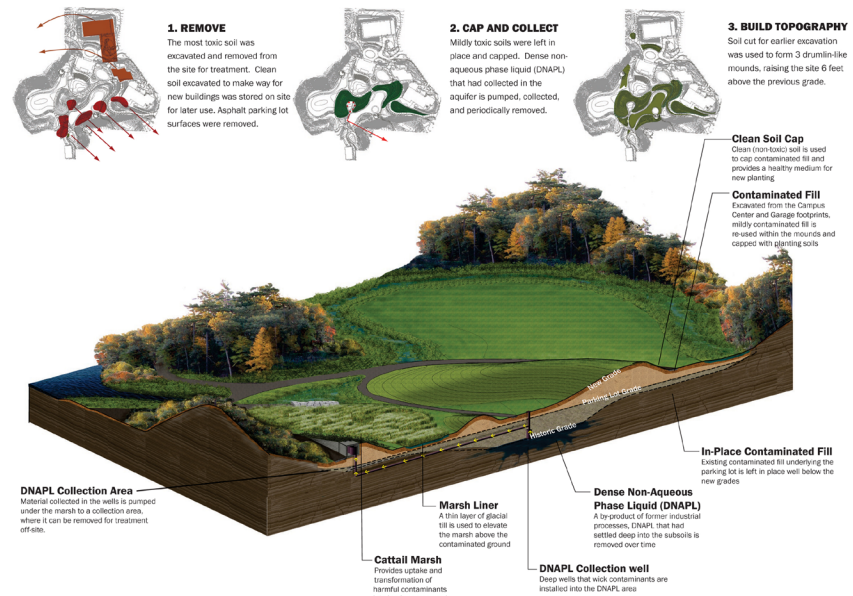 1. REMOVE
The most toxic soil was
excavated and removed from
the site for treatment. Clean
soil excavated to make way for
new buildings was stored on site
for later use. Asphalt parking lot
surfaces were removed.
2. CAP AND COLLECT
Mildly toxic soils were left in
place and capped. Dense non-
aqueous phase liquid (DNAPL)
that had collected in the
aquifer is pumped, collected,
and periodically removed.
3. BUILD TOPOGRAPHY
Soil cut for earlier excavation
was used to form 3 drumlin-like
mounds, raising the site 6 feet
above the previous grade.
Clean Soil Cap
Clean (non-toxic) soil is used
to cap contaminated fill and
provides a healthy medium for
new planting
Contaminated Fill
Excavated from the Campus
Center and Garage footprints,
mildly contaminated fill is
re-used within the mounds and
capped with planting soils
New Grade
Parking Lot Grade
Historic Grade
In-Place Contaminated Fill
Existing contaminated fill underlying the
parking lot is left in place well below the
new grades
DNAPL Collection Area
Material collected in the wells is pumped
under the marsh to a collection area,
where it can be removed for treatment
off-site.
Marsh Liner
A thin layer of glacial
till is used to elevate
the marsh above the
contaminated ground
Dense Non-Aqueous
Phase Liquid (DNAPL)
A by-product of former industrial
processes, DNAPL that had
settled deep into the subsoils is
removed over time
Cattail Marsh
Provides uptake and
transformation of
harmful contaminants
DNAPL Collection well
Deep wells that wick contaminants are
installed into the DNAPL area